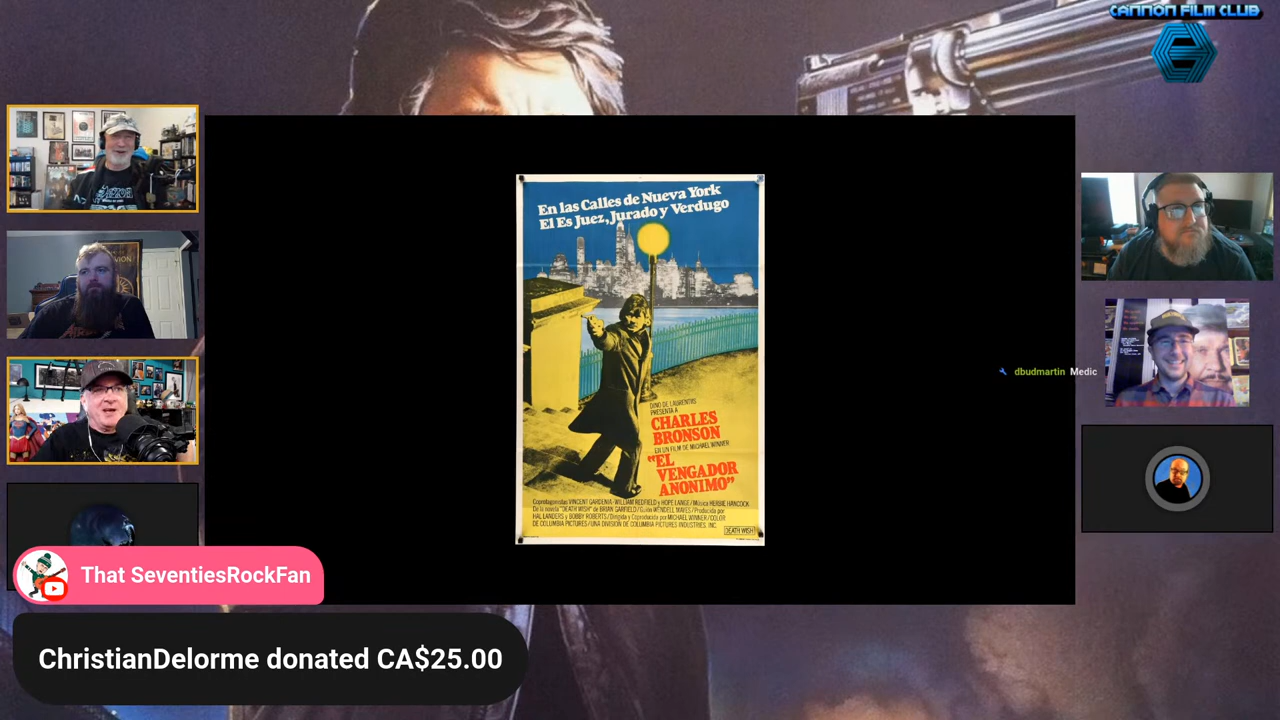 CANNON FILM CLUB
En las Calles de Nueva York
El Es Juez, Jurado y Verdugo
DINO DE LAURENTIIS
PRESENTA A
CHARLES
BRONSON
EN UN FILM DE MICHAEL WINNER
"EL
VENGADOR
ANONIMO"
Coprotagonistas VINCENT GARDENIA·WILLIAM REDFIELD y HOPE LANGE/Música HERBIE HANCOCK
De la novela "DEATH WISH" de BRIAN GARFIELD/Guión WENDELL MAYES/Producida por
HAL LANDERS y BOBBY ROBERTS/Dirigida y Coproducida por MICHAEL WINNER/COLOR
DE COLUMBIA PICTURES/UNA DIVISIÓN DE COLUMBIA PICTURES INDUSTRIES, INC.
DEATH WISH
dbudmartin Medic
That SeventiesRockFan
ChristianDelorme donated CA$25.00